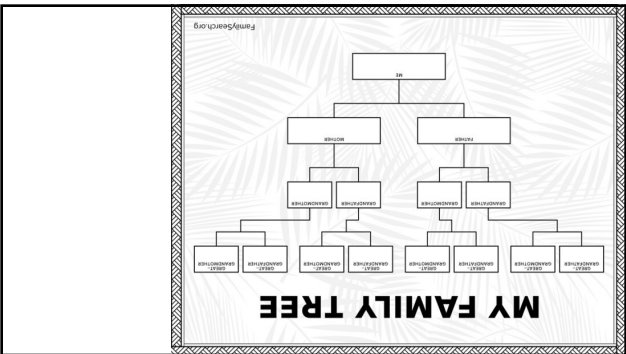 MY FAMILY TREE
GREAT-
GRANDFATHER
GREAT-
GRANDMOTHER
GREAT-
GRANDFATHER
GREAT-
GRANDMOTHER
GREAT-
GRANDFATHER
GREAT-
GRANDMOTHER
GREAT-
GRANDFATHER
GREAT-
GRANDMOTHER
GRANDFATHER
GRANDMOTHER
GRANDFATHER
GRANDMOTHER
FATHER
MOTHER
ME
FamilySearch.org